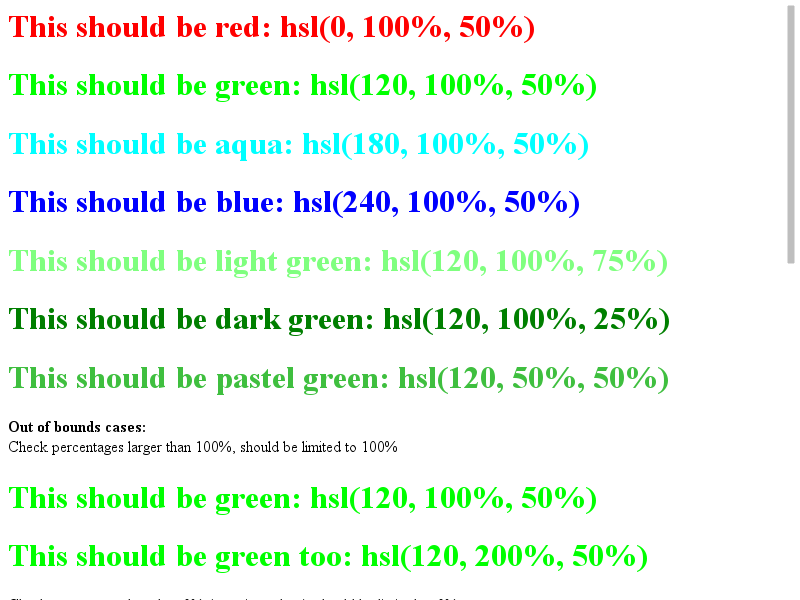 This should be red: hsl(0, 100%, 50%)
This should be green: hsl(120, 100%, 50%)
This should be aqua: hsl(180, 100%, 50%)
This should be blue: hsl(240, 100%, 50%)
This should be light green: hsl(120, 100%, 75%)
This should be dark green: hsl(120, 100%, 25%)
This should be pastel green: hsl(120, 50%, 50%)
Out of bounds cases:
Check percentages larger than 100%, should be limited to 100%
This should be green: hsl(120, 100%, 50%)
This should be green too: hsl(120, 200%, 50%)